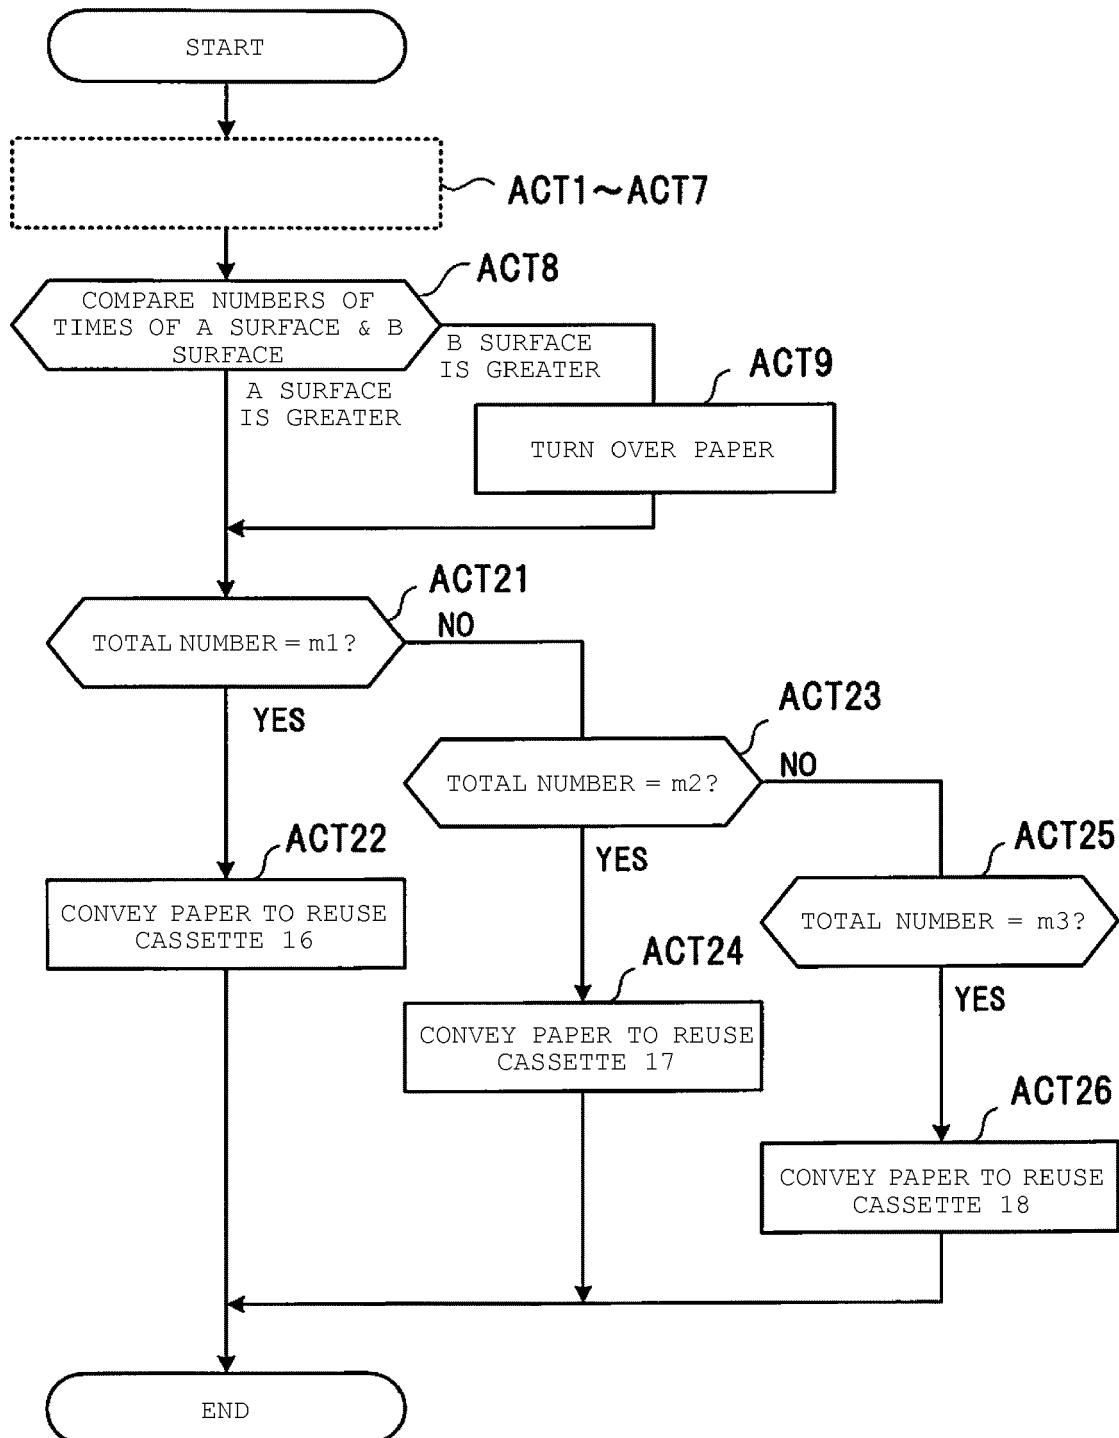 START
ACT1～ACT7
ACT8
COMPARE NUMBERS OF
TIMES OF A SURFACE & B
SURFACE
B SURFACE
IS GREATER
A SURFACE
IS GREATER
ACT9
TURN OVER PAPER
ACT21
TOTAL NUMBER = m1?
NO
YES
ACT23
TOTAL NUMBER = m2?
NO
YES
ACT22
CONVEY PAPER TO REUSE
CASSETTE 16
ACT25
TOTAL NUMBER = m3?
YES
ACT24
CONVEY PAPER TO REUSE
CASSETTE 17
ACT26
CONVEY PAPER TO REUSE
CASSETTE 18
END